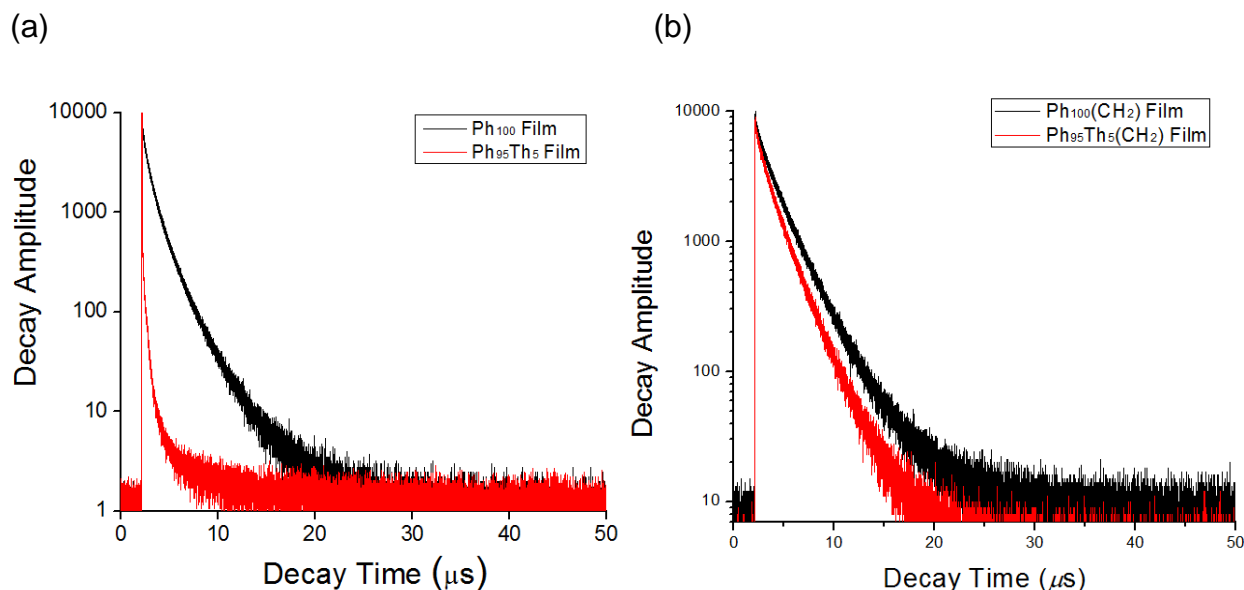 (a)
(b)
Ph₁₀₀ Film
Ph₉₅Th₅ Film
Decay Amplitude
10000
1000
100
10
1
0
10
20
30
40
50
Decay Time (μs)
Ph₁₀₀(CH₂) Film
Ph₉₅Th₅(CH₂) Film
Decay Amplitude
10000
1000
100
10
0
10
20
30
40
50
Decay Time (μs)